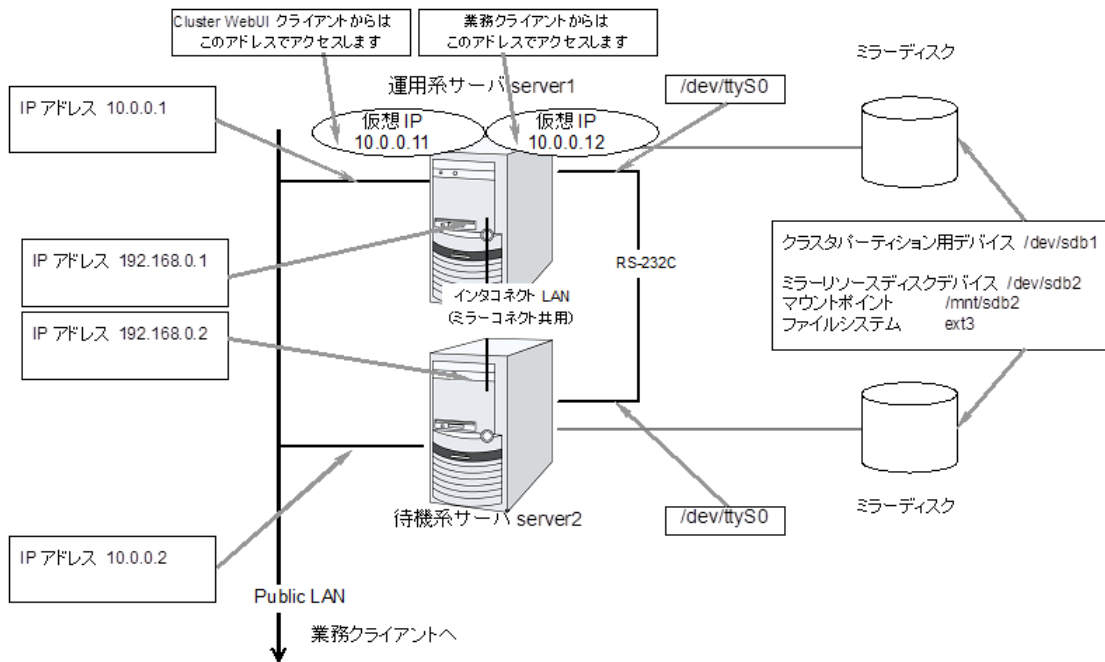 Cluster WebUI クライアントからは
このアドレスでアクセスします
業務クライアントからは
このアドレスでアクセスします
ミラーディスク
運用系サーバ server1
/dev/ttyS0
IP アドレス 10.0.0.1
仮想 IP
10.0.0.11
仮想 IP
10.0.0.12
クラスタパーティション用デバイス /dev/sdb1
ミラーリソースディスクデバイス /dev/sdb2
マウントポイント /mnt/sdb2
ファイルシステム ext3
IP アドレス 192.168.0.1
RS-232C
インタコネクト LAN
(ミラーコネクト共用)
IP アドレス 192.168.0.2
待機系サーバ server2
/dev/ttyS0
ミラーディスク
IP アドレス 10.0.0.2
Public LAN
業務クライアントへ